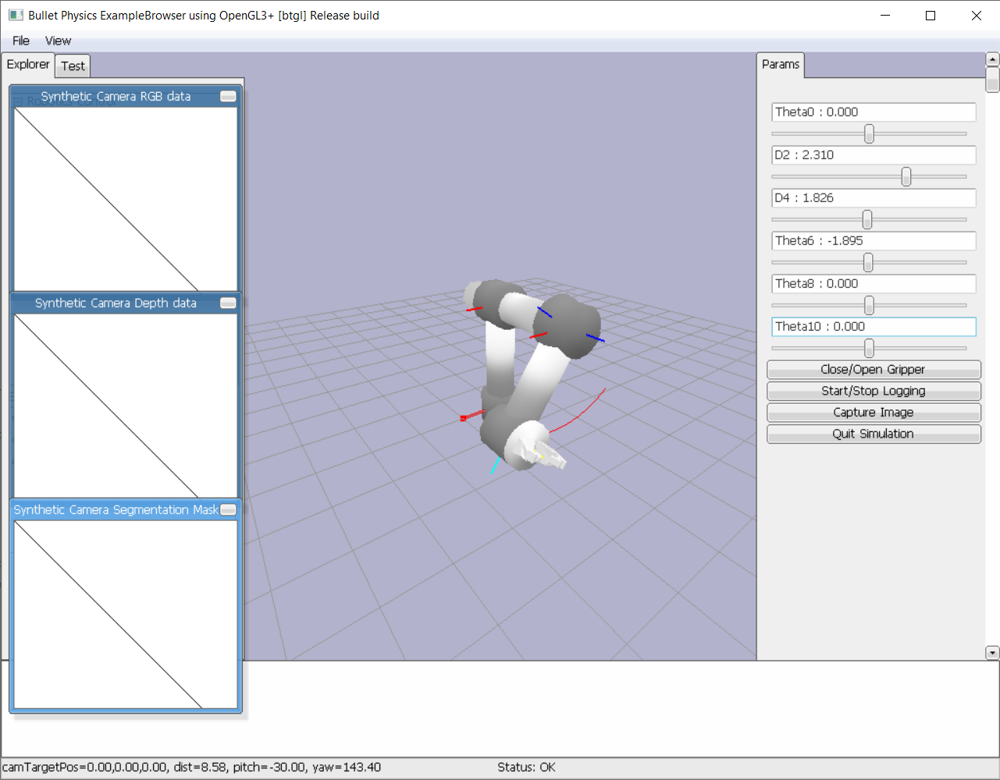 Bullet Physics ExampleBrowser using OpenGL3+ [btgl] Release build
File View
Explorer Test
Params
Synthetic Camera RGB data
Robotics Control
Theta0 : 0.000
D2 : 2.310
D4 : 1.826
Theta6 : -1.895
Theta8 : 0.000
Theta10 : 0.000
Synthetic Camera Depth data
Close/Open Gripper
Start/Stop Logging
Capture Image
Quit Simulation
Synthetic Camera Segmentation Mask
camTargetPos=0.00,0.00,0.00, dist=8.58, pitch=-30.00, yaw=143.40
Status: OK